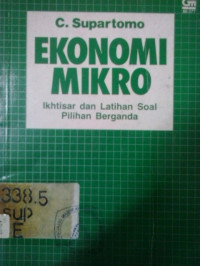 C. Supartomo
EKONOMI
MIKRO
Ikhtisar dan Latihan Soal
Pilihan Berganda
338.5
SUP
E